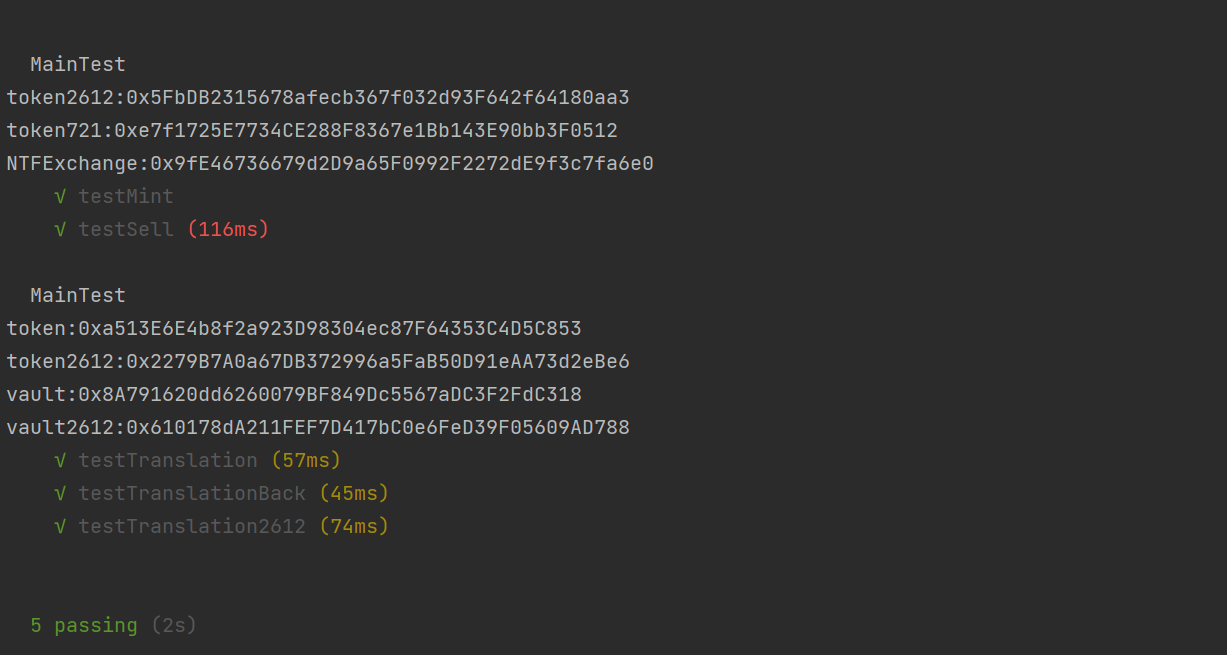 MainTest
token2612:0x5FbDB2315678afecb367f032d93F642f64180aa3
token721:0xe7f1725E7734CE288F8367e1Bb143E90bb3F0512
NTFExchange:0x9fE46736679d2D9a65F0992F2272dE9f3c7fa6e0
√ testMint
√ testSell (116ms)
MainTest
token:0xa513E6E4b8f2a923D98304ec87F64353C4D5C853
token2612:0x2279B7A0a67DB372996a5FaB50D91eAA73d2eBe6
vault:0x8A791620dd6260079BF849Dc5567aDC3F2FdC318
vault2612:0x610178dA211FEF7D417bC0e6FeD39F05609AD788
√ testTranslation (57ms)
√ testTranslationBack (45ms)
√ testTranslation2612 (74ms)
5 passing (2s)